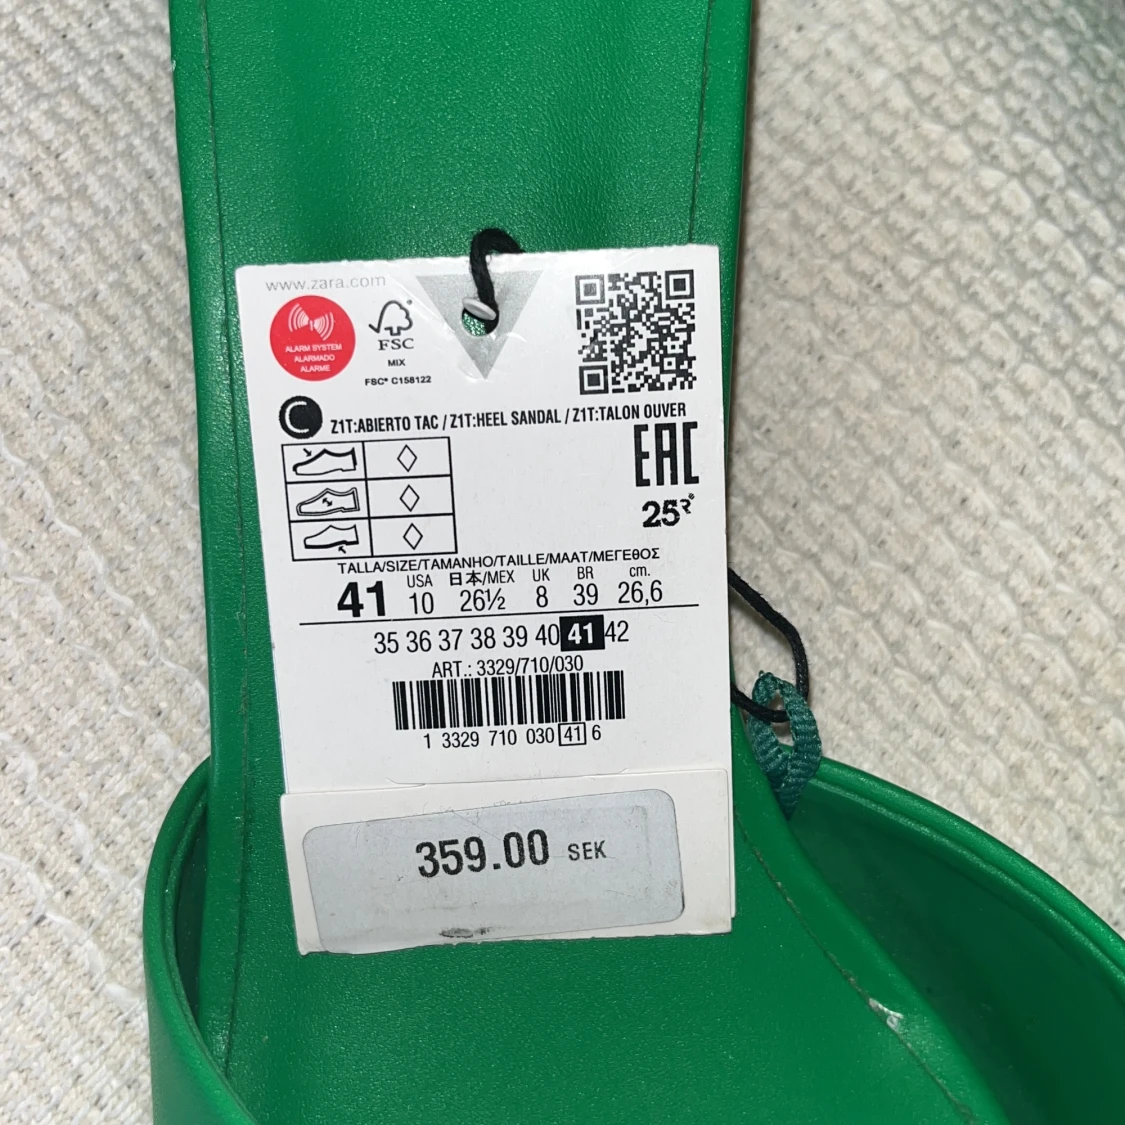 www.zara.com
ALARM SYSTEM
ALARMADO
ALARME
FSC
MIX
FSC® C158122
C Z1T:ABIERTO TAC / Z1T:HEEL SANDAL / Z1T:TALON OUVER
EAC
25
TALLA/SIZE/TAMANHO/TAILLE/MAAT/ΜΕΓΕΘΟΣ
USA 日本/MEX UK BR cm.
41 10 26½ 8 39 26,6
35 36 37 38 39 40 41 42
ART.: 3329/710/030
1 3329 710 030 41 6
359.00 SEK